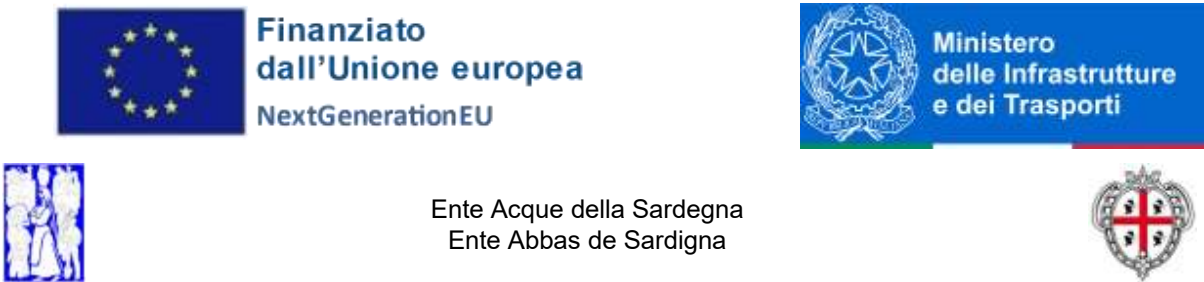 Finanziato
dall'Unione europea
NextGenerationEU
Ministero
delle Infrastrutture
e dei Trasporti
Ente Acque della Sardegna
Ente Abbas de Sardigna